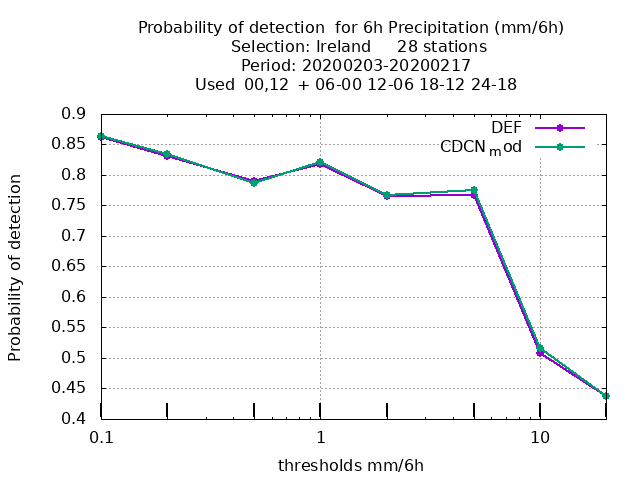 Probability of detection  for 6h Precipitation (mm/6h)
Selection: Ireland     28 stations
Period: 20200203-20200217
Used  00,12  + 06-00 12-06 18-12 24-18
DEF
CDCNmod
0.9
0.85
0.8
0.75
0.7
0.65
0.6
0.55
0.5
0.45
0.4
Probability of detection
0.1 1 10
thresholds mm/6h